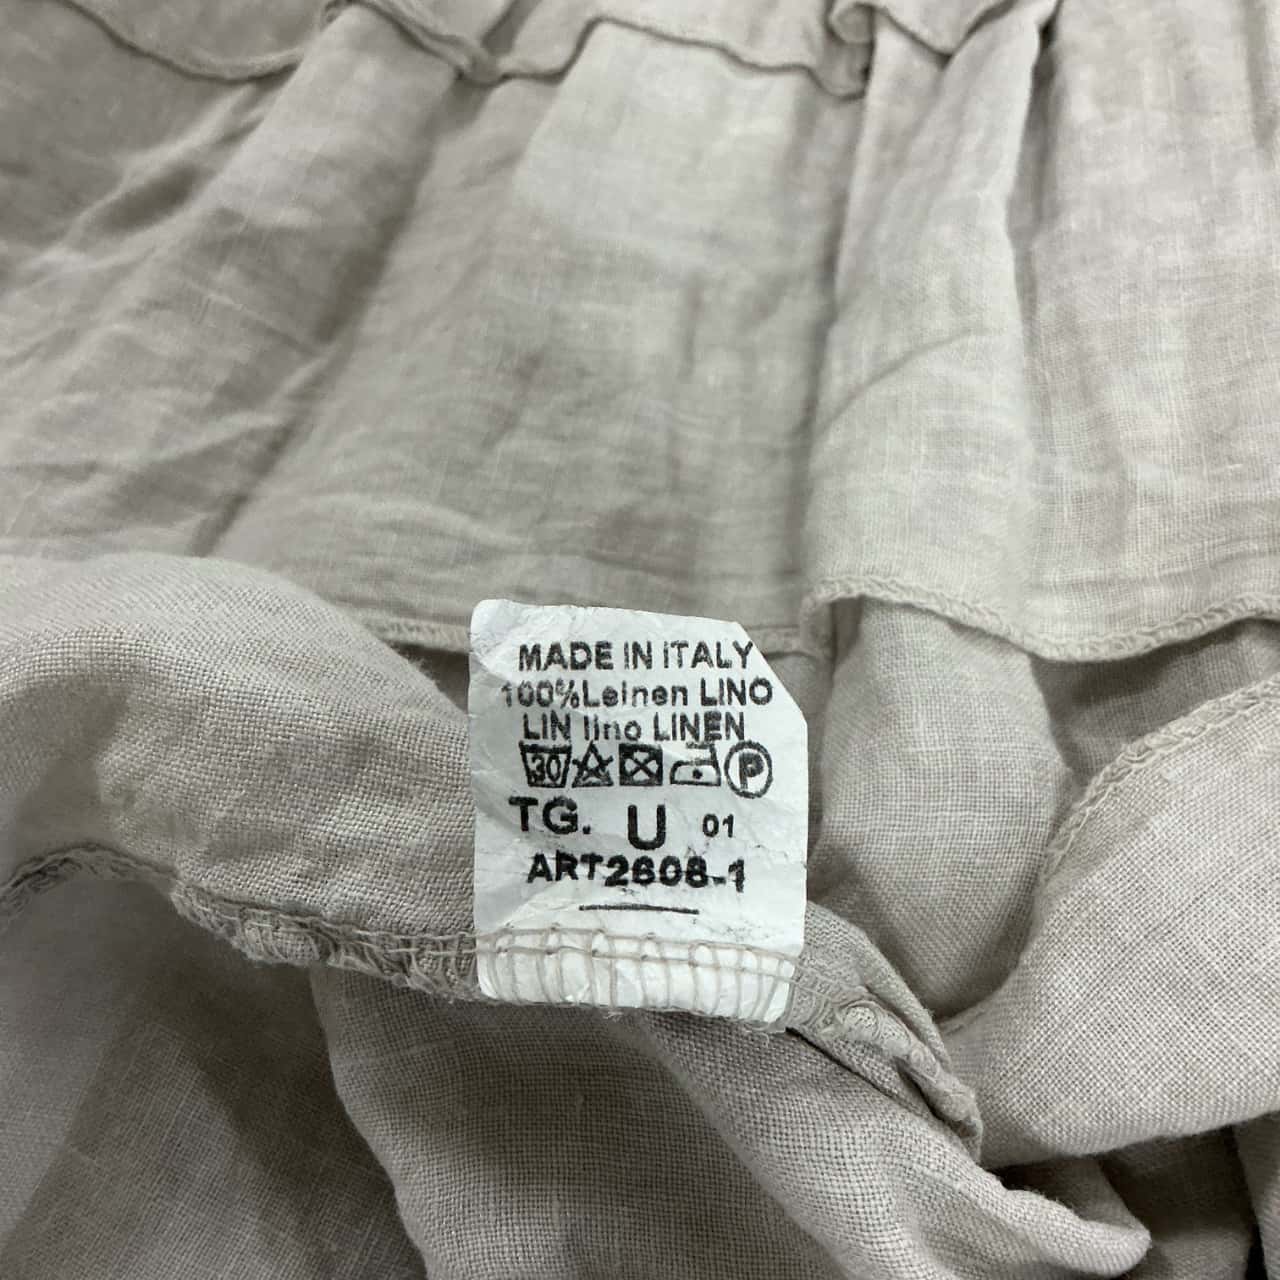 MADE IN ITALY
100%Leinen LINO
LIN lino LINEN
30 P
TG. U 01
ART2608-1